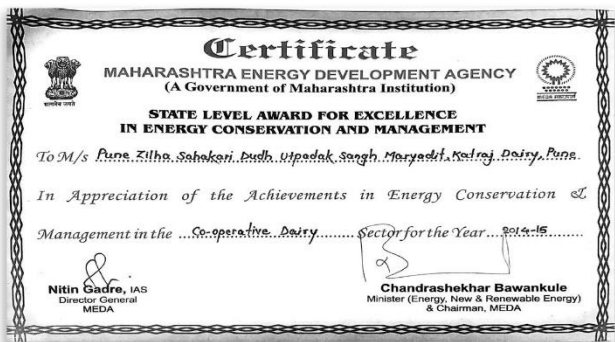 Certificate
MAHARASHTRA ENERGY DEVELOPMENT AGENCY
(A Government of Maharashtra Institution)
सत्यमेव जयते
STATE LEVEL AWARD FOR EXCELLENCE
IN ENERGY CONSERVATION AND MANAGEMENT
To M/s Pune Zilha Sahakari Dudh Utpadak Sangh Maryadit, Katraj Dairy, Pune
In Appreciation of the Achievements in Energy Conservation &
Management in the Co-operative Dairy Sector for the Year 2014-15
Nitin Gadre, IAS
Director General
MEDA
Chandrashekhar Bawankule
Minister (Energy, New & Renewable Energy)
& Chairman, MEDA